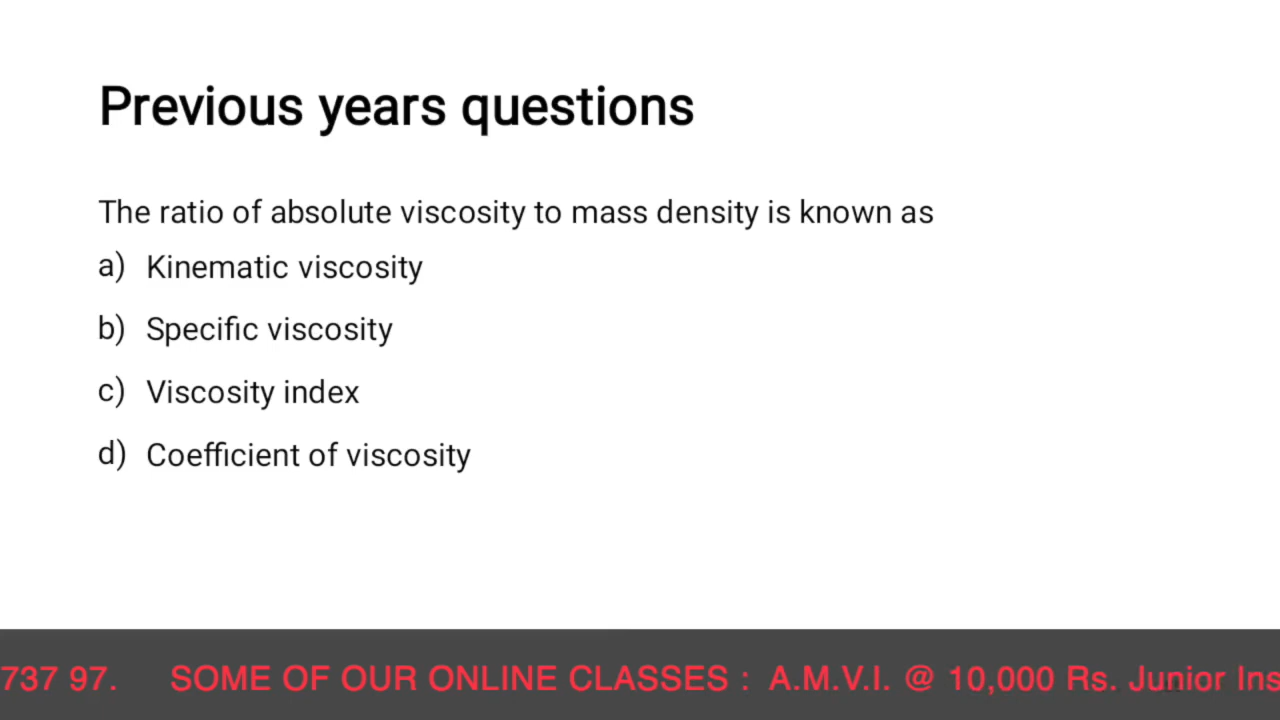 Previous years questions
The ratio of absolute viscosity to mass density is known as
a) Kinematic viscosity
b) Specific viscosity
c) Viscosity index
d) Coefficient of viscosity
737 97. SOME OF OUR ONLINE CLASSES : A.M.V.I. @ 10,000 Rs. Junior Ins